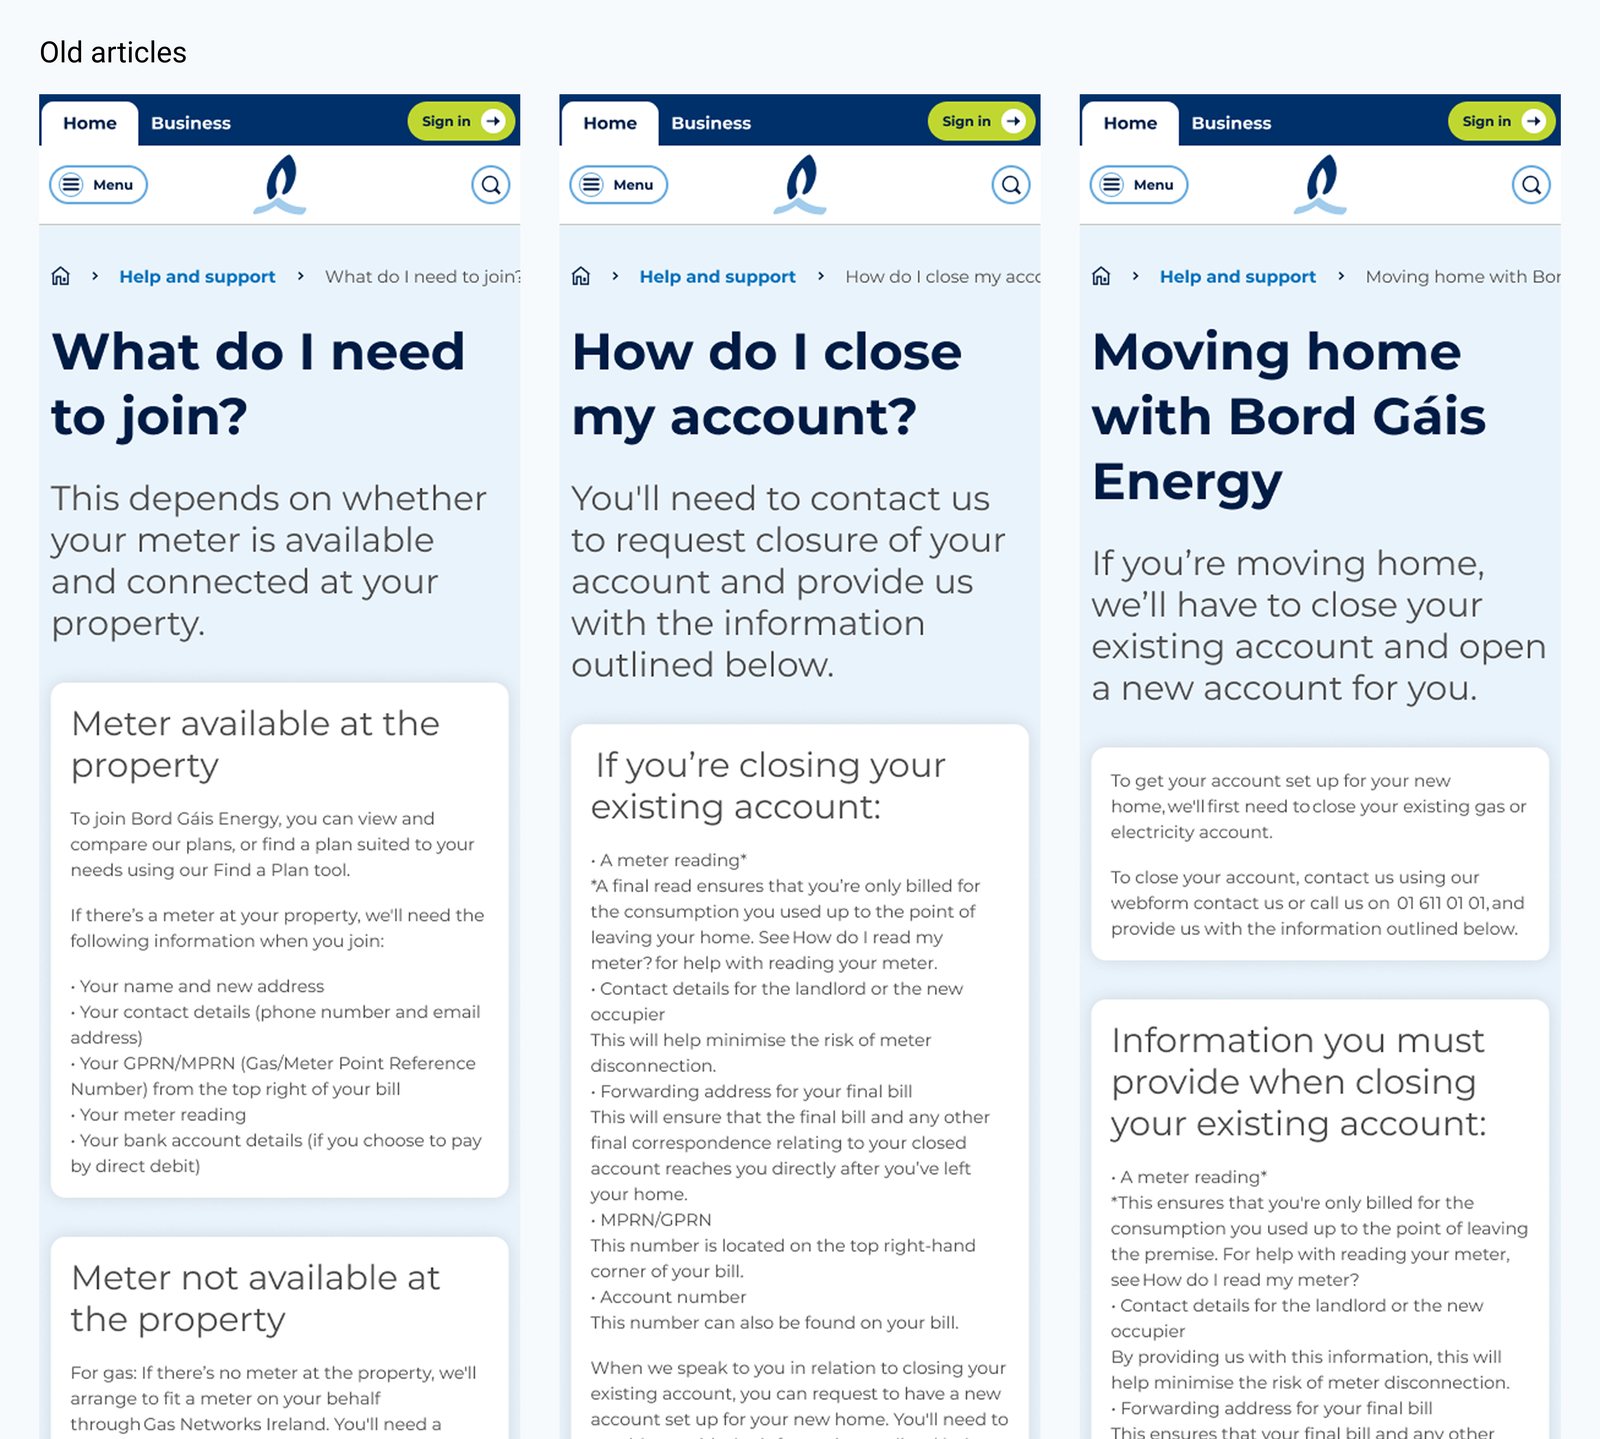 Old articles
Home
Business
Sign in
Menu
Help and support
What do I need to join?
What do I need
to join?
This depends on whether
your meter is available
and connected at your
property.
Meter available at the
property
To join Bord Gáis Energy, you can view and
compare our plans, or find a plan suited to your
needs using our Find a Plan tool.
If there’s a meter at your property, we'll need the
following information when you join:
• Your name and new address
• Your contact details (phone number and email
address)
• Your GPRN/MPRN (Gas/Meter Point Reference
Number) from the top right of your bill
• Your meter reading
• Your bank account details (if you choose to pay
by direct debit)
Meter not available at
the property
For gas: If there’s no meter at the property, we'll
arrange to fit a meter on your behalf
through Gas Networks Ireland. You'll need a
Home
Business
Sign in
Menu
Help and support
How do I close my acco
How do I close
my account?
You'll need to contact us
to request closure of your
account and provide us
with the information
outlined below.
If you’re closing your
existing account:
• A meter reading*
*A final read ensures that you’re only billed for
the consumption you used up to the point of
leaving your home. See How do I read my
meter? for help with reading your meter.
• Contact details for the landlord or the new
occupier
This will help minimise the risk of meter
disconnection.
• Forwarding address for your final bill
This will ensure that the final bill and any other
final correspondence relating to your closed
account reaches you directly after you’ve left
your home.
• MPRN/GPRN
This number is located on the top right-hand
corner of your bill.
• Account number
This number can also be found on your bill.
When we speak to you in relation to closing your
existing account, you can request to have a new
account set up for your new home. You'll need to
Home
Business
Sign in
Menu
Help and support
Moving home with Bor
Moving home
with Bord Gáis
Energy
If you’re moving home,
we’ll have to close your
existing account and open
a new account for you.
To get your account set up for your new
home, we'll first need to close your existing gas or
electricity account.
To close your account, contact us using our
webform contact us or call us on 01 611 01 01, and
provide us with the information outlined below.
Information you must
provide when closing
your existing account:
• A meter reading*
*This ensures that you're only billed for the
consumption you used up to the point of leaving
the premise. For help with reading your meter,
see How do I read my meter?
• Contact details for the landlord or the new
occupier
By providing us with this information, this will
help minimise the risk of meter disconnection.
• Forwarding address for your final bill
This ensures that your final bill and any other